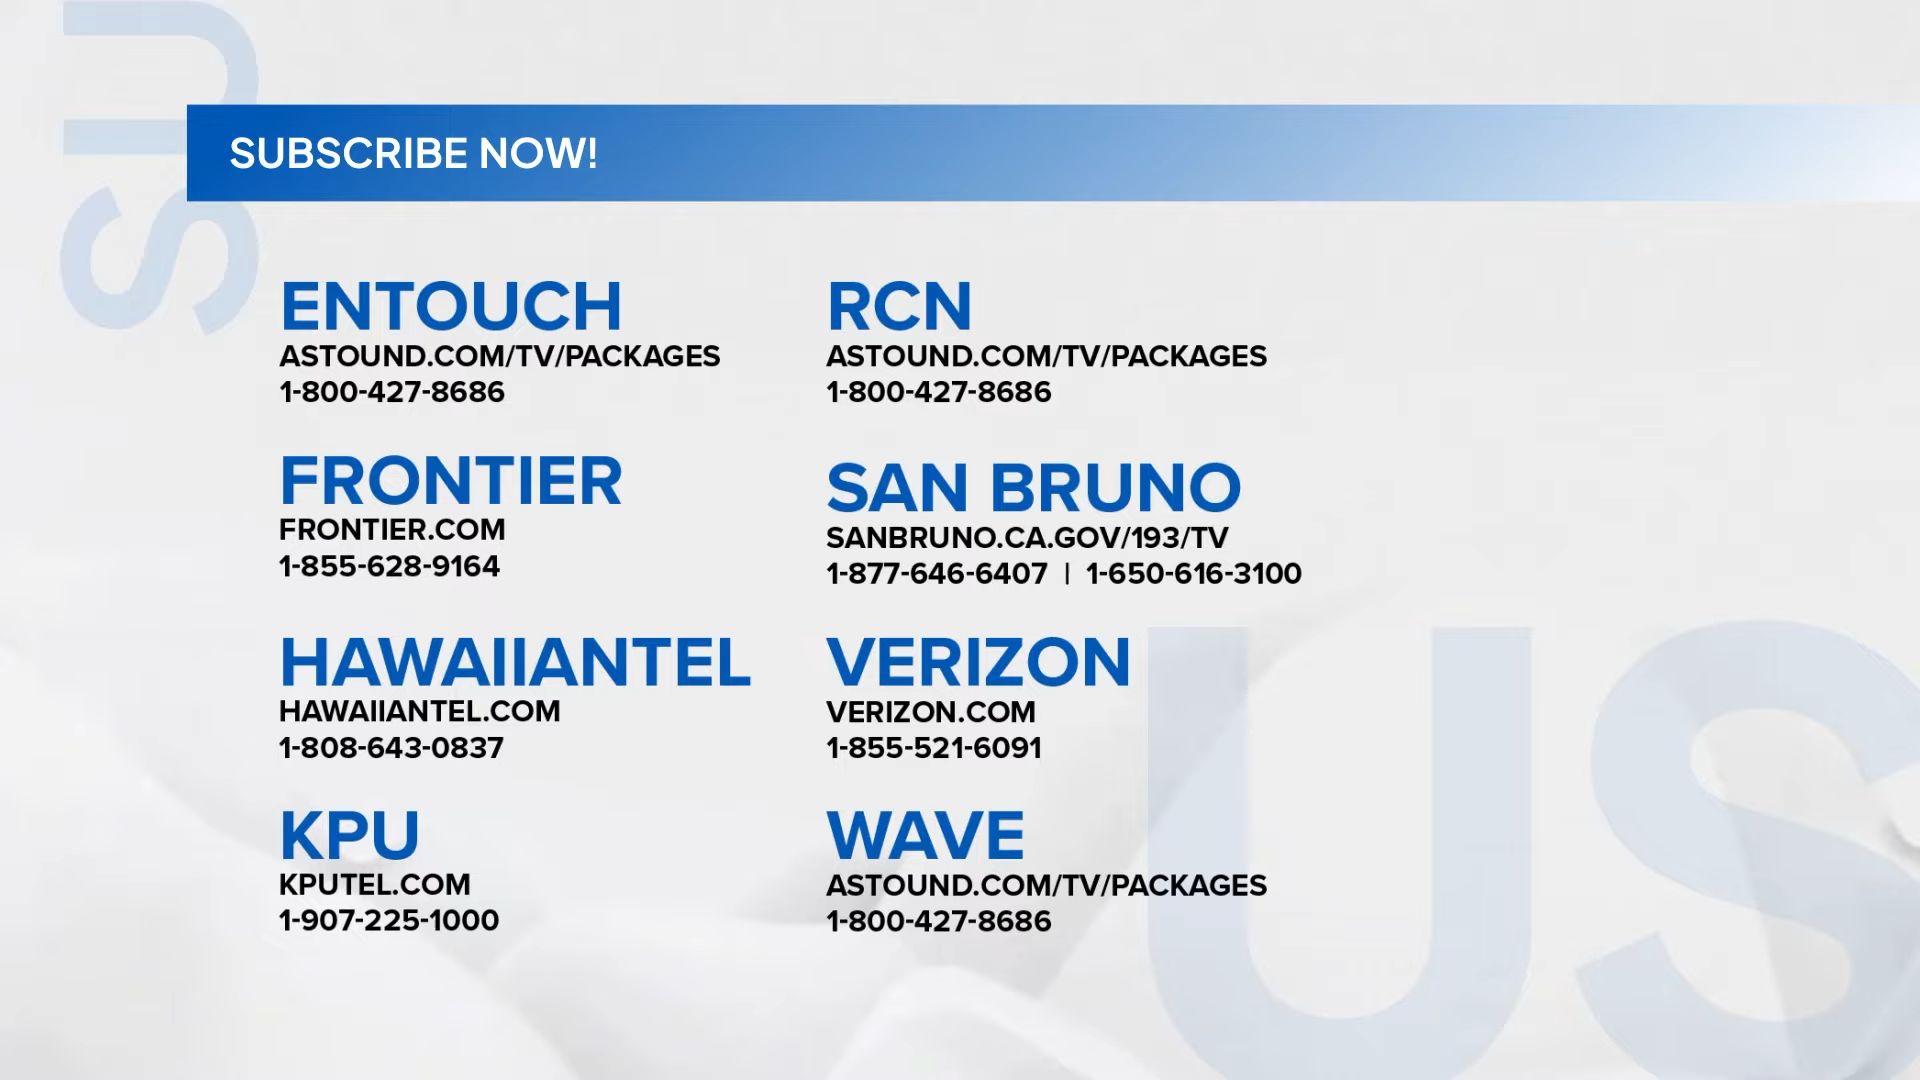 SUBSCRIBE NOW!
ENTOUCH
ASTOUND.COM/TV/PACKAGES
1-800-427-8686
FRONTIER
FRONTIER.COM
1-855-628-9164
HAWAIIANTEL
HAWAIIANTEL.COM
1-808-643-0837
KPU
KPUTEL.COM
1-907-225-1000
RCN
ASTOUND.COM/TV/PACKAGES
1-800-427-8686
SAN BRUNO
SANBRUNO.CA.GOV/193/TV
1-877-646-6407 | 1-650-616-3100
VERIZON
VERIZON.COM
1-855-521-6091
WAVE
ASTOUND.COM/TV/PACKAGES
1-800-427-8686
US